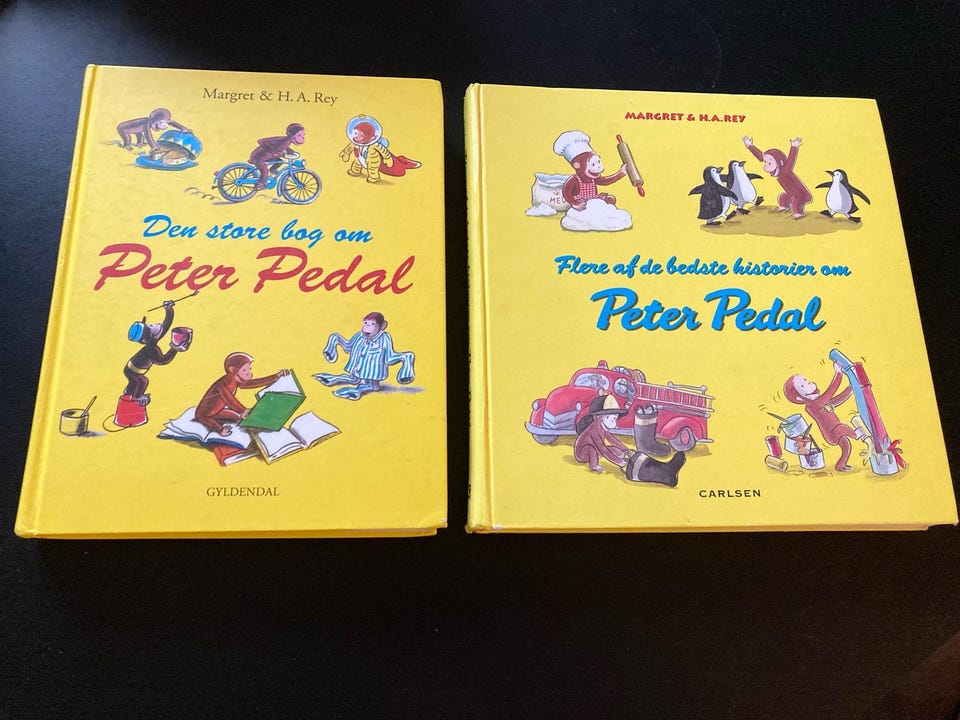 Margret & H. A. Rey
Den store bog om
Peter Pedal
GYLDENDAL
MARGRET & H.A.REY
MEL
Flere af de bedste historier om
Peter Pedal
CARLSEN